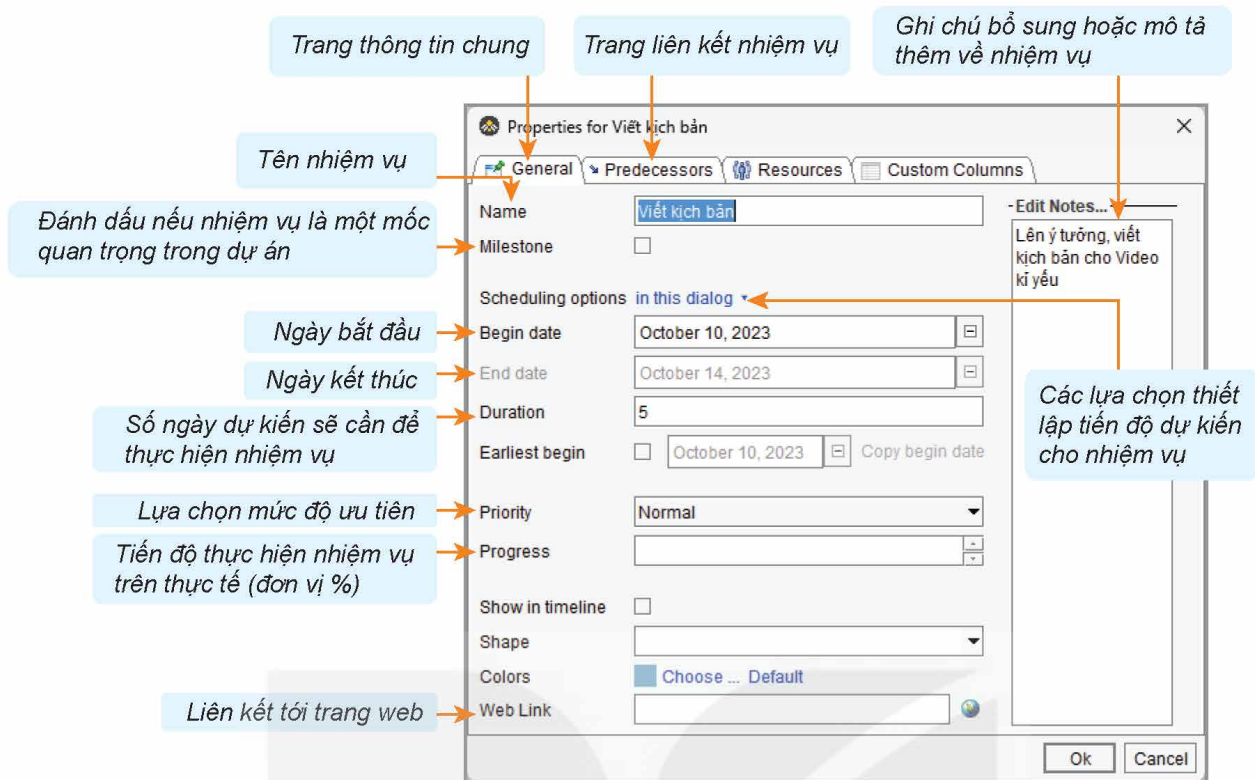 Trang thông tin chung
Trang liên kết nhiệm vụ
Ghi chú bổ sung hoặc mô tả
thêm về nhiệm vụ
Properties for Viết kịch bản
Tên nhiệm vụ
General
Predecessors
Resources
Custom Columns
Name
Viết kịch bản
Edit Notes...
Lên ý tưởng, viết
kịch bản cho Video
kỉ yếu
Đánh dấu nếu nhiệm vụ là một mốc
quan trọng trong dự án
Milestone
Scheduling options in this dialog
Ngày bắt đầu
Begin date
October 10, 2023
Ngày kết thúc
End date
October 14, 2023
Số ngày dự kiến sẽ cần để
thực hiện nhiệm vụ
Duration
5
Các lựa chọn thiết
lập tiến độ dự kiến
cho nhiệm vụ
Earliest begin
October 10, 2023
Copy begin date
Lựa chọn mức độ ưu tiên
Priority
Normal
Tiến độ thực hiện nhiệm vụ
trên thực tế (đơn vị %)
Progress
Show in timeline
Shape
Colors
Choose ... Default
Liên kết tới trang web
Web Link
Ok
Cancel